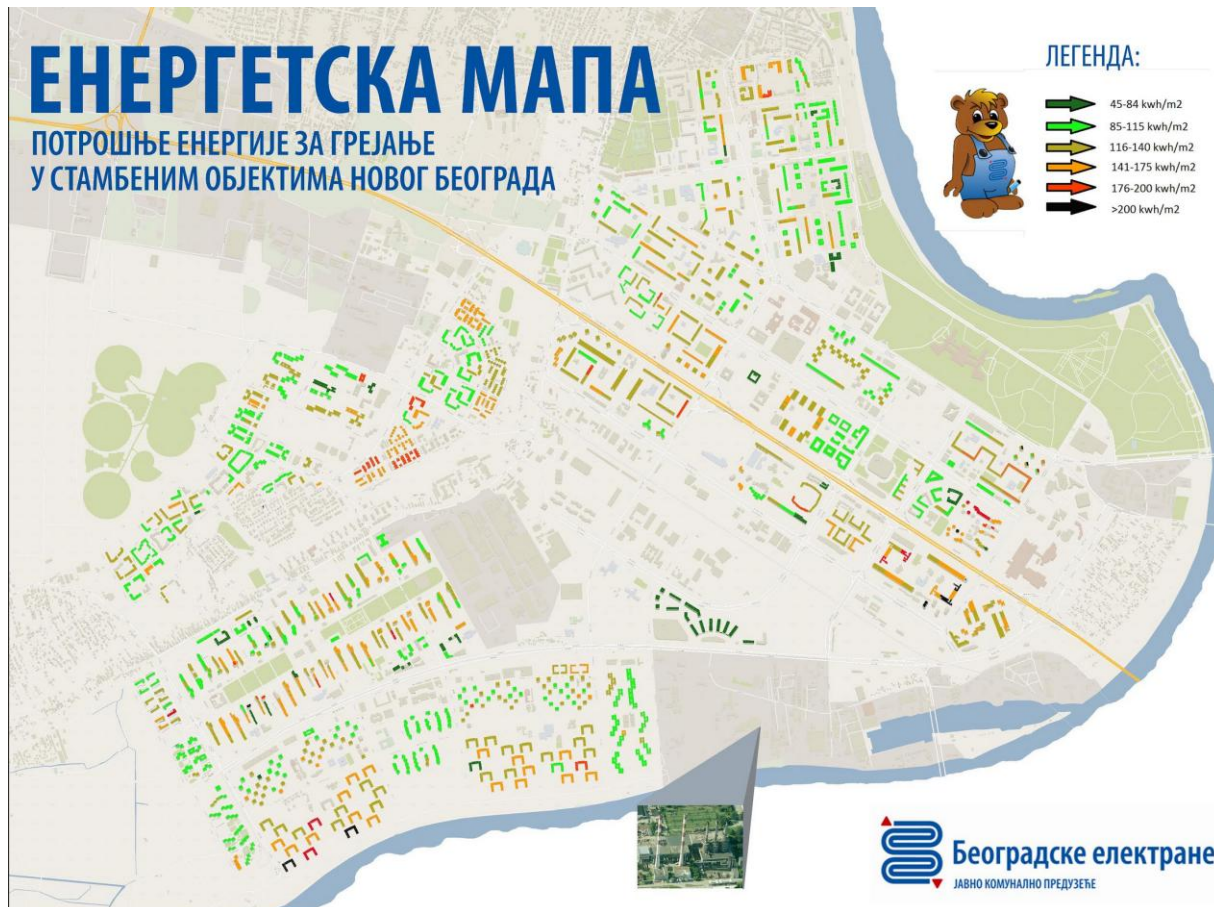 ЕНЕРГЕТСКА МАПА
ПОТРОШЊЕ ЕНЕРГИЈЕ ЗА ГРЕЈАЊЕ
У СТАМБЕНИМ ОБЈЕКТИМА НОВОГ БЕОГРАДА
ЛЕГЕНДА:
45-84 kwh/m2
85-115 kwh/m2
116-140 kwh/m2
141-175 kwh/m2
176-200 kwh/m2
>200 kwh/m2
Београдске електране
ЈАВНО КОМУНАЛНО ПРЕДУЗЕЋЕ